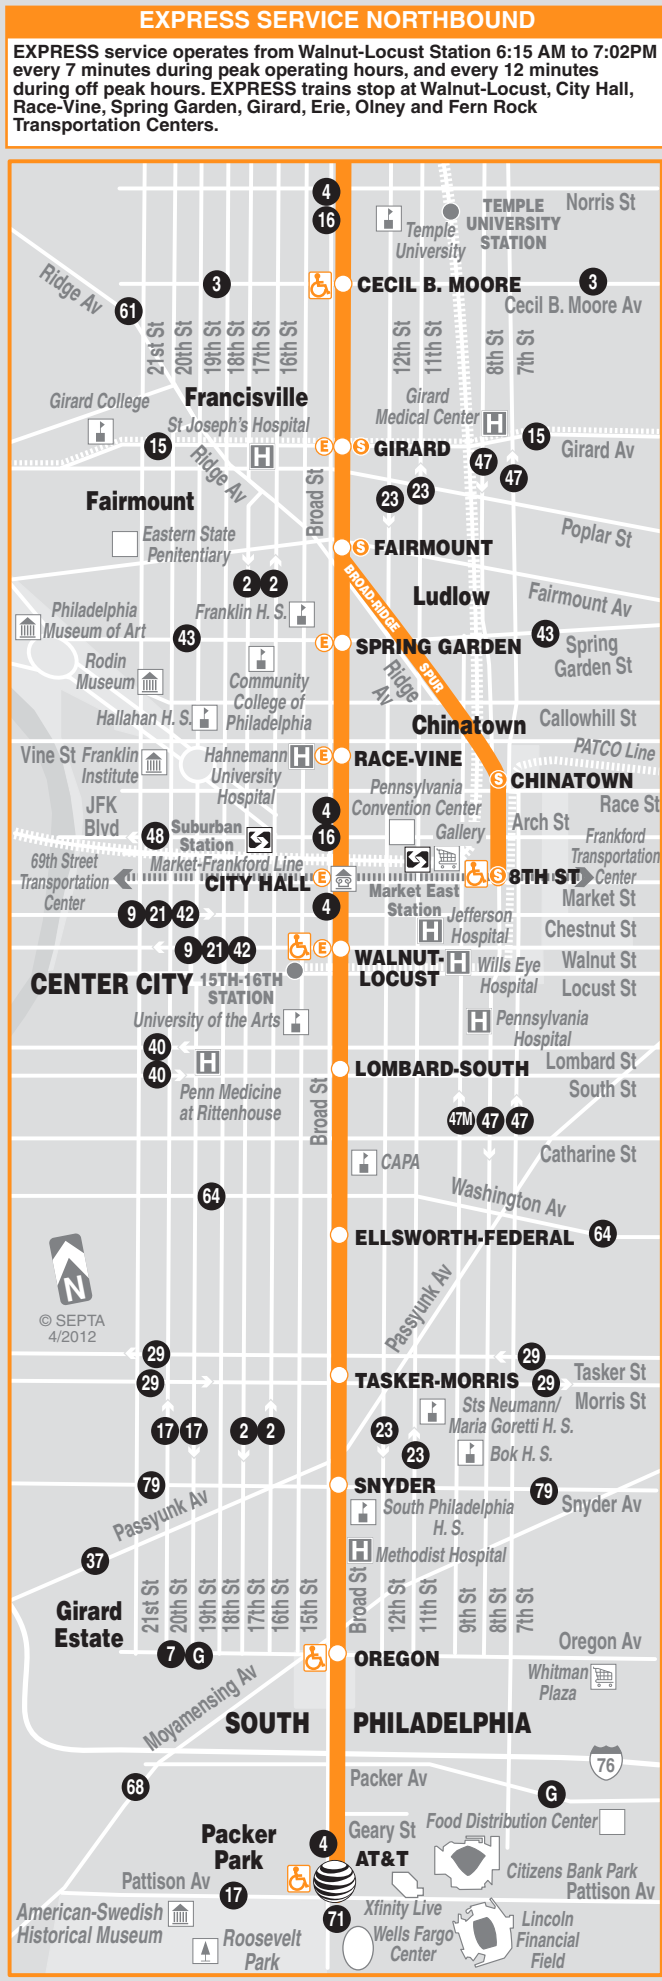 EXPRESS SERVICE NORTHBOUND
EXPRESS service operates from Walnut-Locust Station 6:15 AM to 7:02PM
every 7 minutes during peak operating hours, and every 12 minutes
during off peak hours. EXPRESS trains stop at Walnut-Locust, City Hall,
Race-Vine, Spring Garden, Girard, Erie, Olney and Fern Rock
Transportation Centers.
4
16
Norris St
TEMPLE
UNIVERSITY
STATION
Temple
University
Ridge Av
3
CECIL B. MOORE
3
Cecil B. Moore Av
61
21st St
20th St
19th St
18th St
17th St
16th St
12th St
11th St
8th St
7th St
Girard College
Francisville
St Joseph's Hospital
H
Girard
Medical Center
H
15
E
S
GIRARD
15
Girard Av
Ridge Av
Broad St
47
47
23
23
Fairmount
Poplar St
Eastern State
Penitentiary
S
FAIRMOUNT
2
2
BROAD-RIDGE
SPUR
Ludlow
Fairmount Av
Philadelphia
Museum of Art
Franklin H. S.
43
E
SPRING GARDEN
43
Spring
Garden St
Rodin
Museum
Community
College of
Philadelphia
Ridge
Av
Hallahan H. S.
Chinatown
Callowhill St
Vine St
Franklin
Institute
Hahnemann
University
Hospital
H
E
RACE-VINE
PATCO Line
S
CHINATOWN
Pennsylvania
Convention Center
JFK
Blvd
48
Suburban
Station
S
4
16
Gallery
Race St
Arch St
Frankford
Transportation
Center
69th Street
Transportation
Center
Market-Frankford Line
CITY HALL
E
S
Market East
Station
S
8TH ST
Market St
9
21
42
4
Jefferson
Hospital
H
Chestnut St
9
21
42
E
WALNUT-
LOCUST
H
Wills Eye
Hospital
Walnut St
Locust St
CENTER CITY
15TH-16TH
STATION
University of the Arts
H
Pennsylvania
Hospital
40
40
H
Penn Medicine
at Rittenhouse
LOMBARD-SOUTH
Lombard St
South St
Broad St
47M
47
47
CAPA
Catharine St
64
Washington Av
ELLSWORTH-FEDERAL
64
N
© SEPTA
4/2012
Passyunk Av
29
29
TASKER-MORRIS
29
29
Tasker St
Morris St
Sts Neumann/
Maria Goretti H. S.
17
17
2
2
23
23
Bok H. S.
79
SNYDER
79
Snyder Av
Passyunk Av
South Philadelphia
H. S.
37
H
Methodist Hospital
21st St
20th St
19th St
18th St
17th St
16th St
15th St
Broad St
12th St
11th St
9th St
8th St
7th St
Girard
Estate
7
G
OREGON
Oregon Av
Whitman
Plaza
Moyamensing Av
SOUTH
PHILADELPHIA
76
68
Packer Av
G
Food Distribution Center
Packer
Park
4
Geary St
AT&T
Citizens Bank Park
Pattison Av
17
Pattison Av
American-Swedish
Historical Museum
71
Xfinity Live
Wells Fargo
Center
Lincoln
Financial
Field
Roosevelt
Park